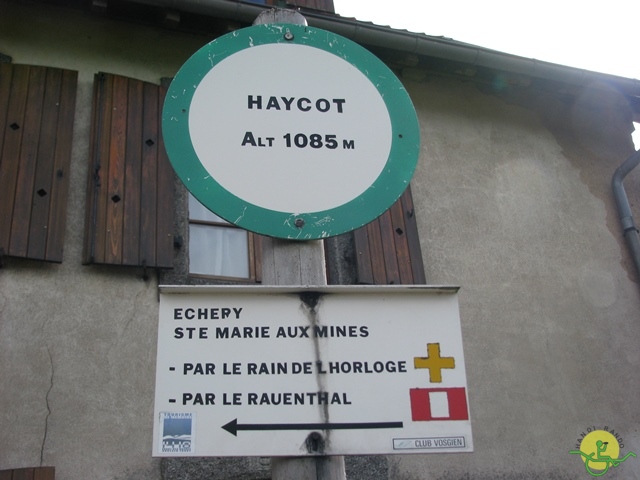 HAYCOT
ALT 1085 M
ECHERY
STE MARIE AUX MINES
- PAR LE RAIN DE L HORLOGE
- PAR LE RAUENTHAL
CLUB VOSGIEN